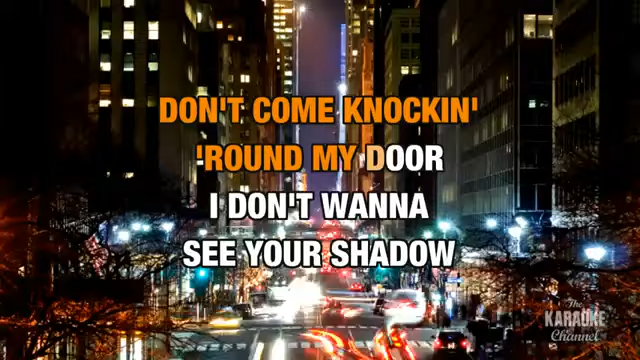 DON'T COME KNOCKIN'
'ROUND MY DOOR
I DON'T WANNA
SEE YOUR SHADOW
The
KARAOKE
Channel